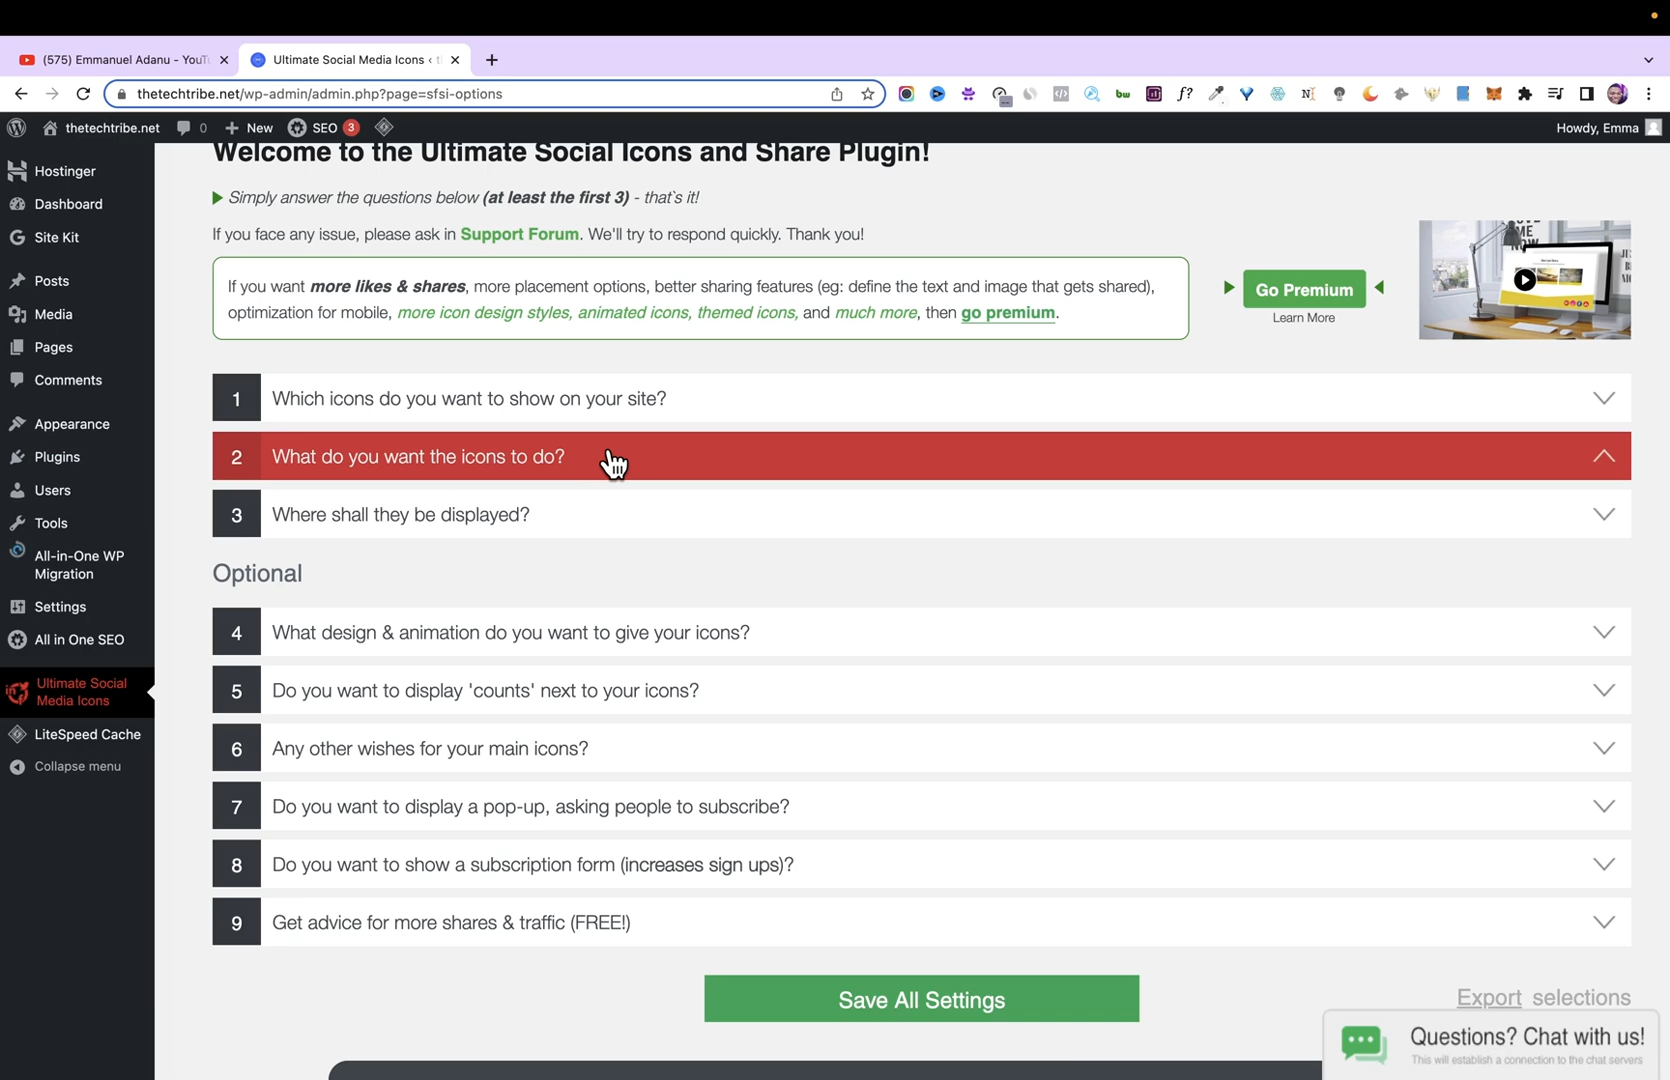 (575) Emmanuel Adanu - YouTu
Ultimate Social Media Icons ‹ t
thetechtribe.net/wp-admin/admin.php?page=sfsi-options
thetechtribe.net
0
New
SEO 3
Howdy, Emma
Hostinger
Dashboard
Site Kit
Posts
Media
Pages
Comments
Appearance
Plugins
Users
Tools
All-in-One WP
Migration
Settings
All in One SEO
Ultimate Social
Media Icons
LiteSpeed Cache
Collapse menu
Welcome to the Ultimate Social Icons and Share Plugin!
Simply answer the questions below (at least the first 3) - that`s it!
If you face any issue, please ask in Support Forum. We'll try to respond quickly. Thank you!
If you want more likes & shares, more placement options, better sharing features (eg: define the text and image that gets shared),
optimization for mobile, more icon design styles, animated icons, themed icons, and much more, then go premium.
Go Premium
Learn More
1 Which icons do you want to show on your site?
2 What do you want the icons to do?
3 Where shall they be displayed?
Optional
4 What design & animation do you want to give your icons?
5 Do you want to display 'counts' next to your icons?
6 Any other wishes for your main icons?
7 Do you want to display a pop-up, asking people to subscribe?
8 Do you want to show a subscription form (increases sign ups)?
9 Get advice for more shares & traffic (FREE!)
Save All Settings
Export selections
Questions? Chat with us!
This will establish a connection to the chat servers